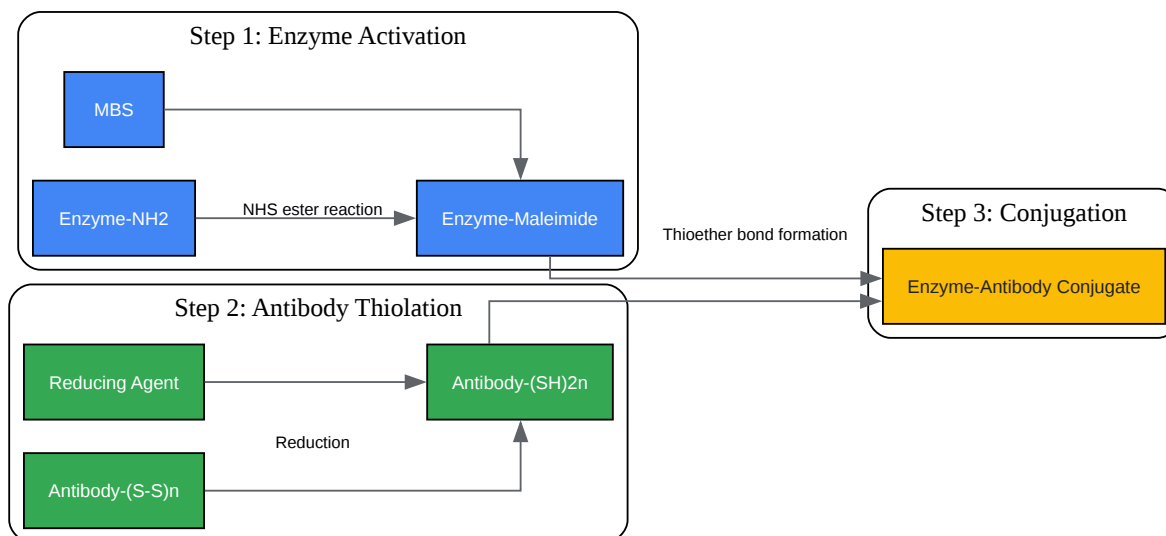 Step 1: Enzyme Activation
MBS
Enzyme-NH2
NHS ester reaction
Enzyme-Maleimide
Step 2: Antibody Thiolation
Reducing Agent
Antibody-(SH)2n
Reduction
Antibody-(S-S)n
Thioether bond formation
Step 3: Conjugation
Enzyme-Antibody Conjugate